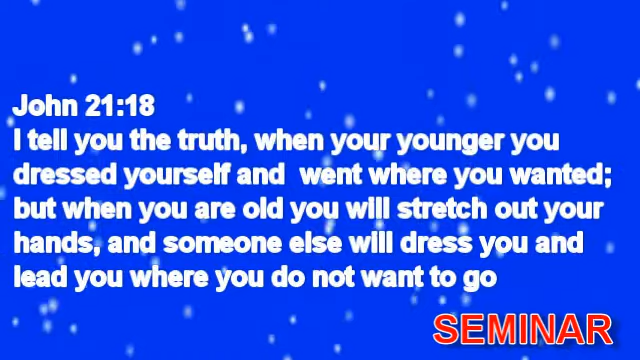 John 21:18
I tell you the truth, when your younger you
dressed yourself and  went where you wanted;
but when you are old you will stretch out your
hands, and someone else will dress you and
lead you where you do not want to go
SEMINAR